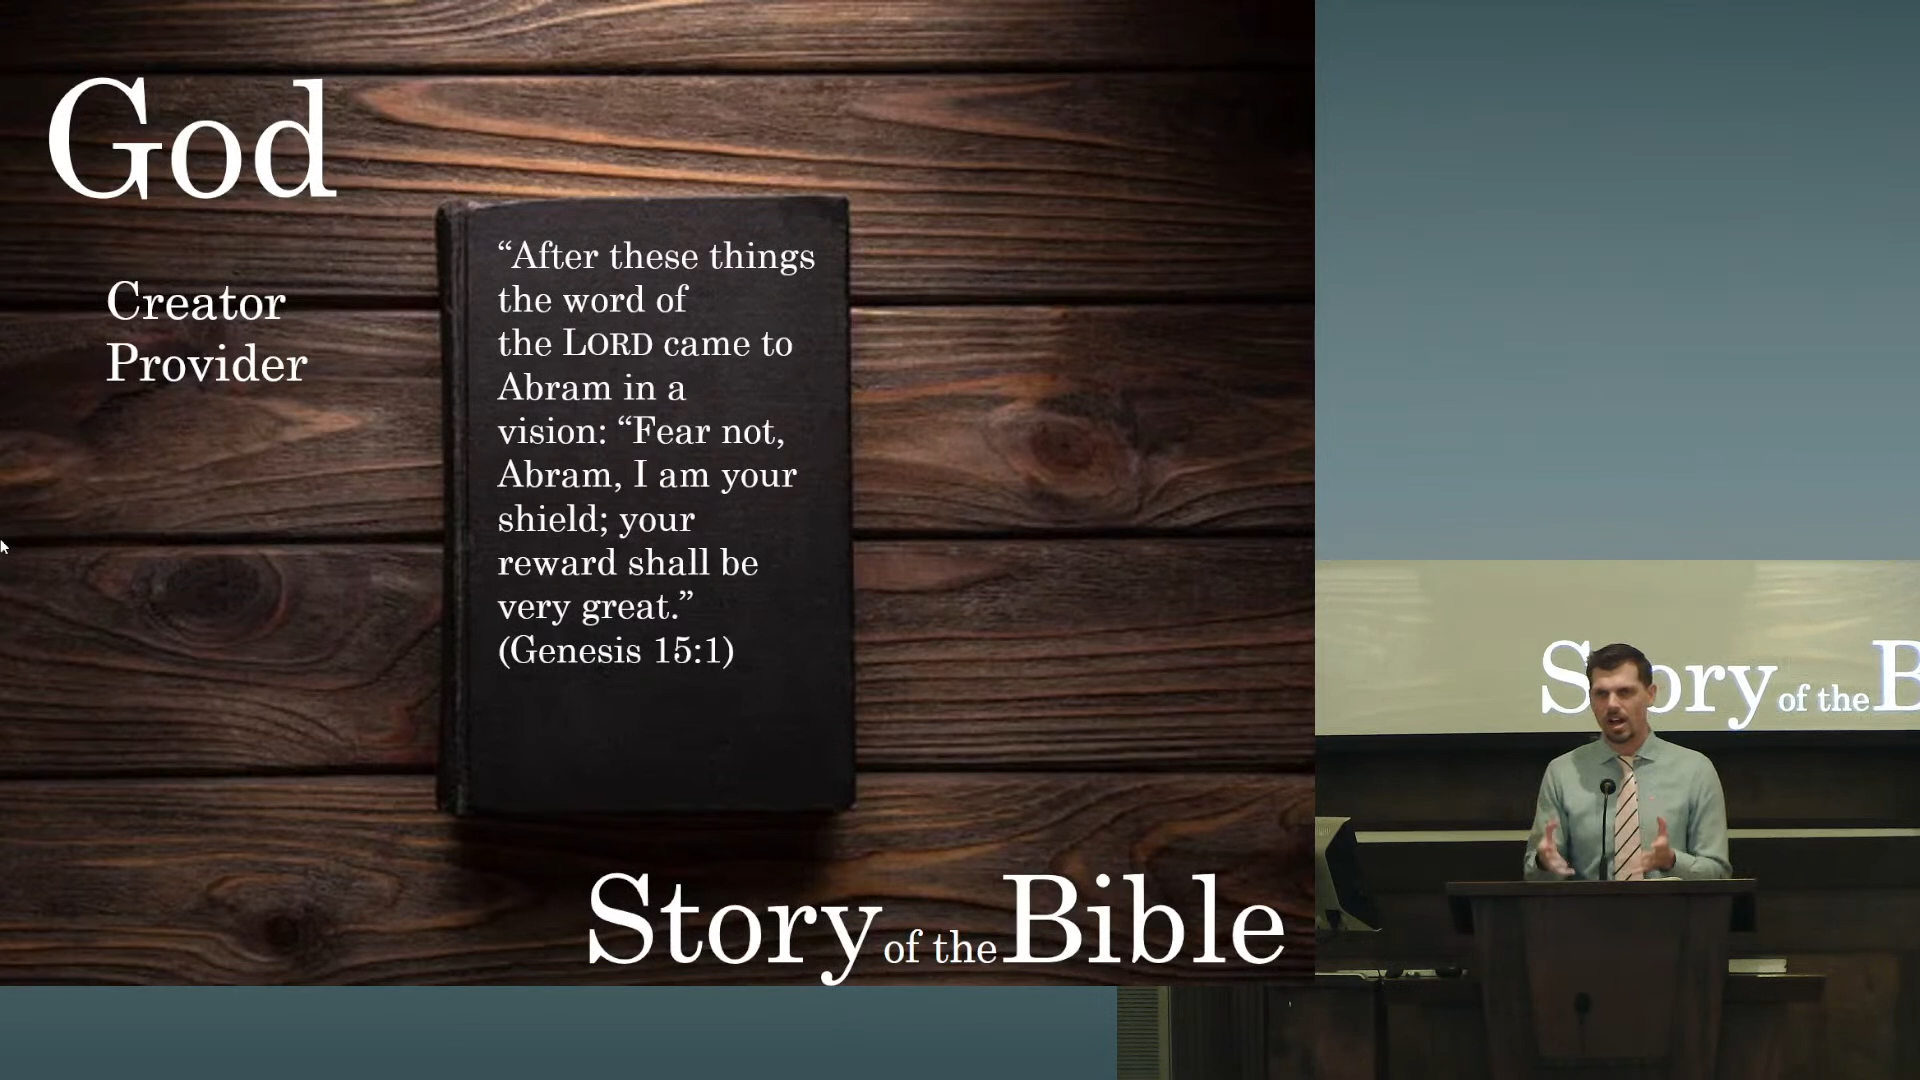 God
Creator
Provider
“After these things
the word of
the LORD came to
Abram in a
vision: “Fear not,
Abram, I am your
shield; your
reward shall be
very great.”
(Genesis 15:1)
Story of the Bible
Story of the B